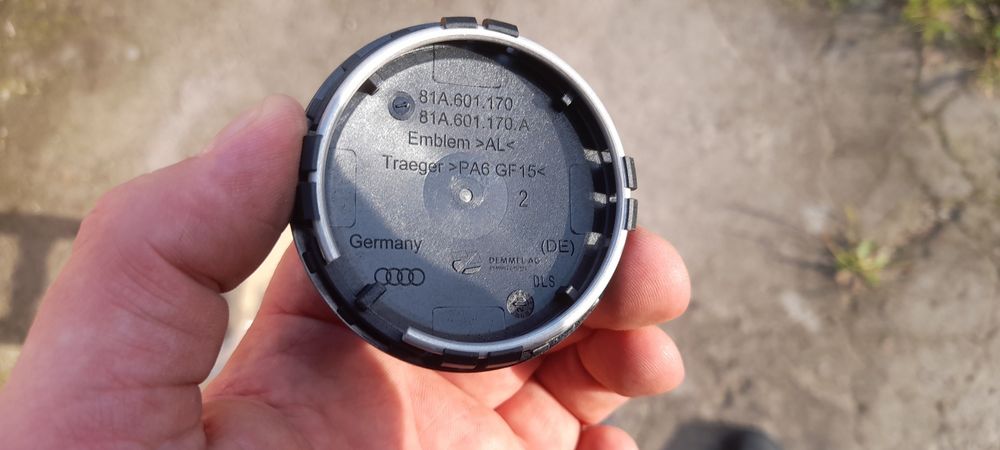 81A.601.170
81A.601.170.A
Emblem >AL<
Traeger >PA6 GF15<
2
Germany (DE)
DEMMEL AG
DLS